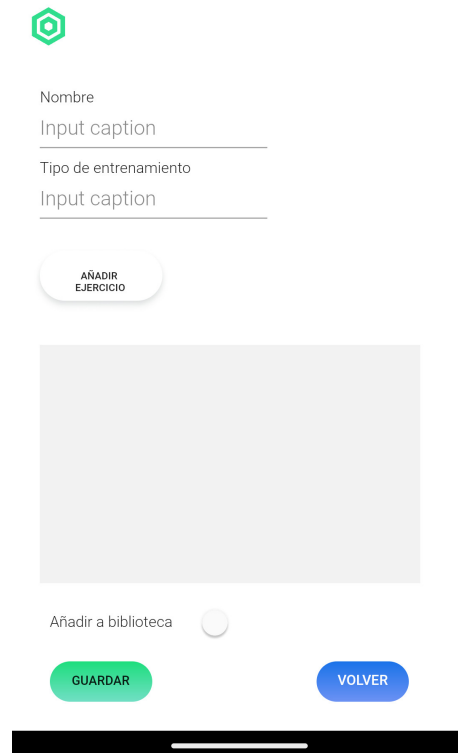 Nombre
Input caption
Tipo de entrenamiento
Input caption
AÑADIR
EJERCICIO
Añadir a biblioteca
GUARDAR
VOLVER